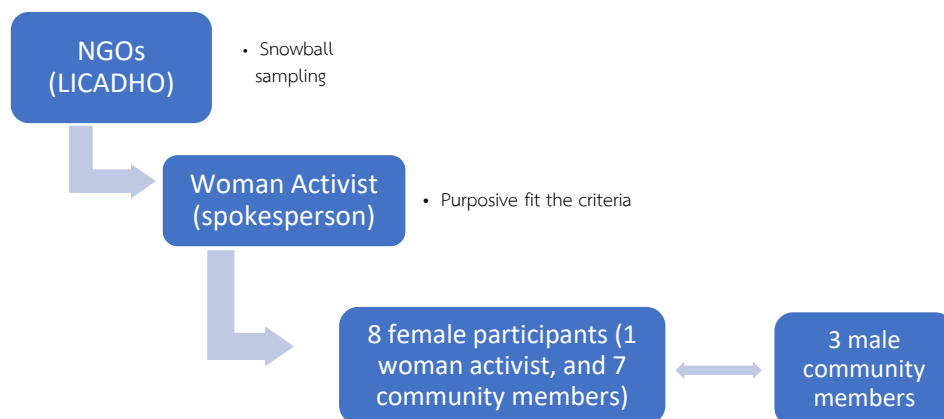 NGOs
(LICADHO)
• Snowball
sampling
Woman Activist
(spokesperson)
• Purposive fit the criteria
8 female participants (1
woman activist, and 7
community members)
3 male
community
members